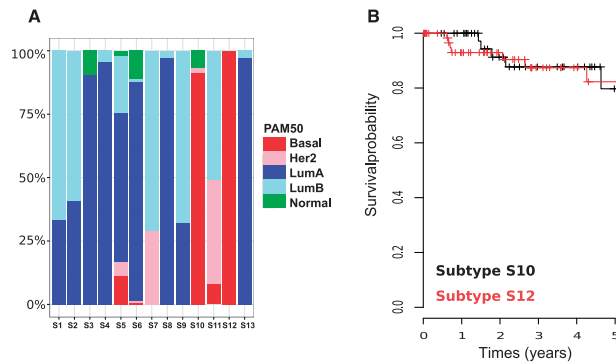 A
100%
75%
50%
25%
0%
S1 S2 S3 S4 S5 S6 S7 S8 S9 S10 S11 S12 S13
PAM50
Basal
Her2
LumA
LumB
Normal
B
Survivalprobability
1.0
0.8
0.6
0.4
0.2
0.0
Subtype S10
Subtype S12
0 1 2 3 4 5
Times (years)